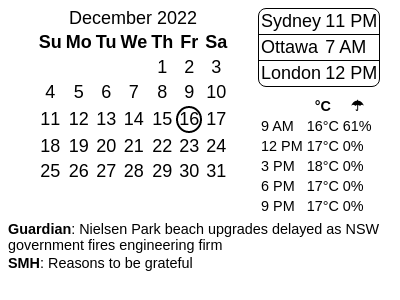 December 2022
Su Mo Tu We Th Fr Sa
1 2 3
4 5 6 7 8 9 10
11 12 13 14 15 16 17
18 19 20 21 22 23 24
25 26 27 28 29 30 31
Sydney 11 PM
Ottawa 7 AM
London 12 PM
°C ☂
9 AM 16°C 61%
12 PM 17°C 0%
3 PM 18°C 0%
6 PM 17°C 0%
9 PM 17°C 0%
Guardian: Nielsen Park beach upgrades delayed as NSW
government fires engineering firm
SMH: Reasons to be grateful